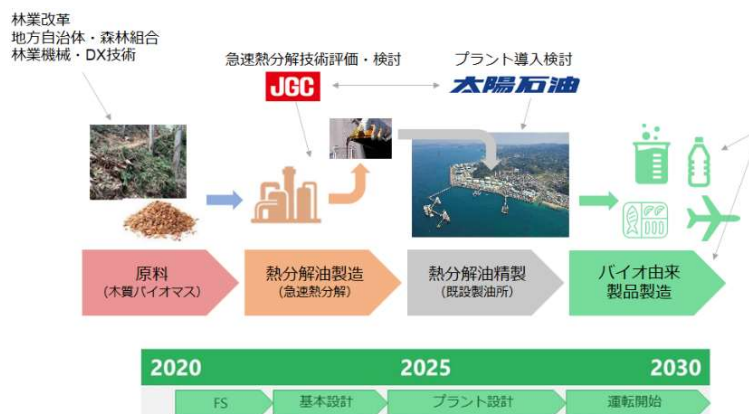 林業改革
地方自治体・森林組合
林業機械・DX技術
急速熱分解技術評価・検討
JGC
プラント導入検討
太陽石油
原料
(木質バイオマス)
熱分解油製造
(急速熱分解)
熱分解油精製
(既設製油所)
バイオ由来
製品製造
2020 2025 2030
FS 基本設計 プラント設計 運転開始